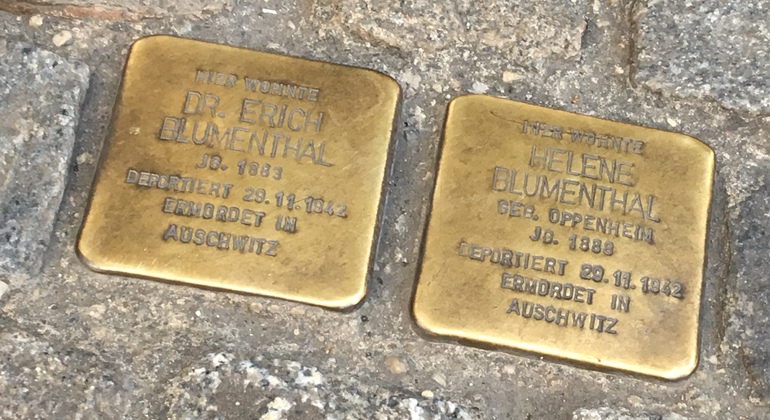 HIER WOHNTE
DR. ERICH
BLUMENTHAL
JG. 1883
DEPORTIERT 29.11.1942
ERMORDET IN
AUSCHWITZ
HIER WOHNTE
HELENE
BLUMENTHAL
GEB. OPPENHEIM
JG. 1888
DEPORTIERT 29.11.1942
ERMORDET IN
AUSCHWITZ